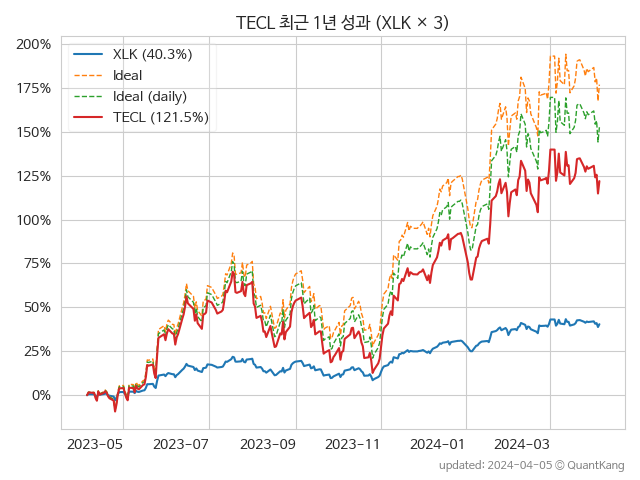 TECL 최근 1년 성과 (XLK × 3)
200%
175%
150%
125%
100%
75%
50%
25%
0%
XLK (40.3%)
Ideal
Ideal (daily)
TECL (121.5%)
2023-05
2023-07
2023-09
2023-11
2024-01
2024-03
updated: 2024-04-05 © QuantKang